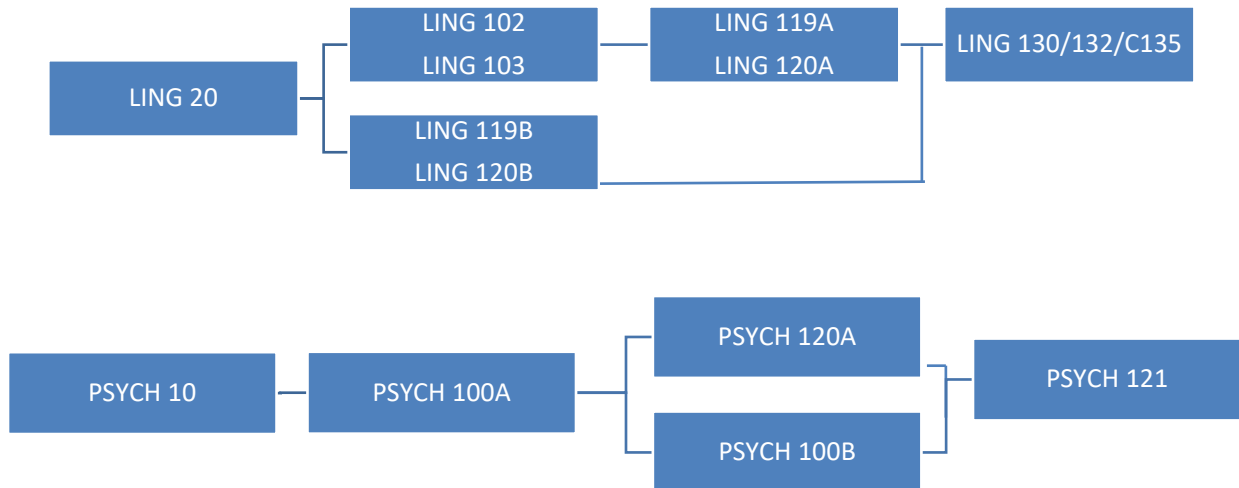 LING 20
LING 102
LING 103
LING 119A
LING 120A
LING 130/132/C135
LING 119B
LING 120B
PSYCH 10
PSYCH 100A
PSYCH 120A
PSYCH 100B
PSYCH 121